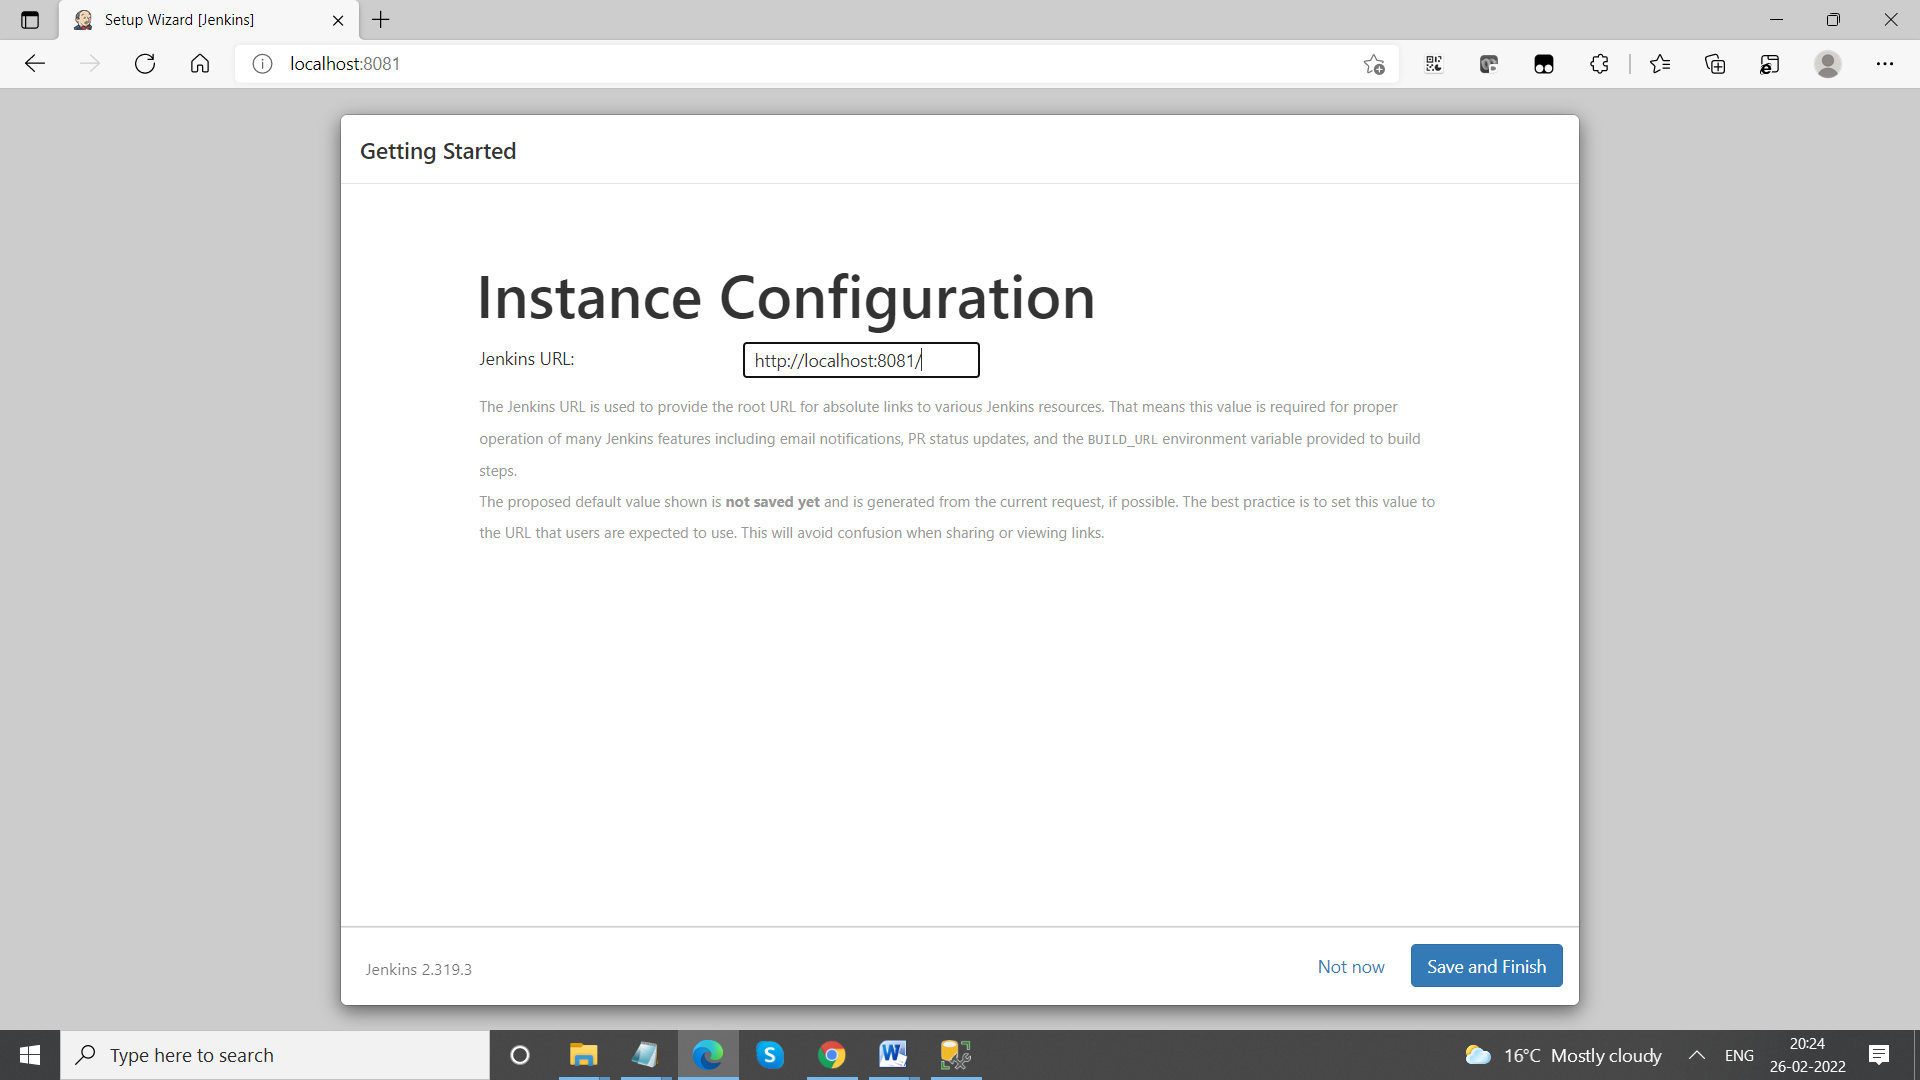 Setup Wizard [Jenkins]
localhost:8081
Getting Started
Instance Configuration
Jenkins URL:
http://localhost:8081/
The Jenkins URL is used to provide the root URL for absolute links to various Jenkins resources. That means this value is required for proper
operation of many Jenkins features including email notifications, PR status updates, and the BUILD_URL environment variable provided to build
steps.
The proposed default value shown is not saved yet and is generated from the current request, if possible. The best practice is to set this value to
the URL that users are expected to use. This will avoid confusion when sharing or viewing links.
Jenkins 2.319.3
Not now
Save and Finish
Type here to search
16°C Mostly cloudy
ENG
20:24
26-02-2022